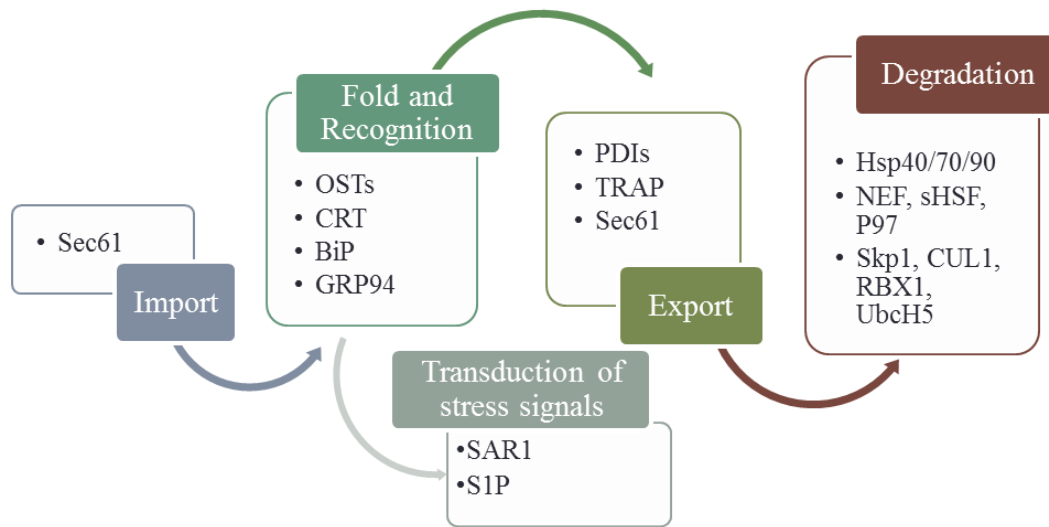 • Sec61
Import
Fold and
Recognition
• OSTs
• CRT
• BiP
• GRP94
Transduction of
stress signals
•SAR1
•S1P
• PDIs
• TRAP
• Sec61
Export
Degradation
• Hsp40/70/90
• NEF, sHSF,
P97
• Skp1, CUL1,
RBX1,
UbcH5